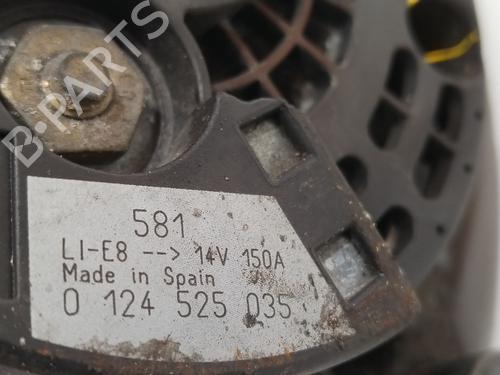 B-PARTS
581
LI-E8 --> 14V 150A
Made in Spain
0 124 525 035